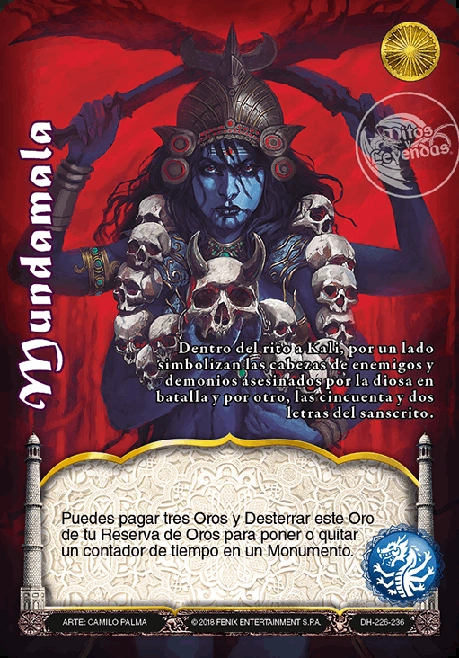 Mitos y
Leyendas.
Mundamala
Dentro del rito a Kali, por un lado
simbolizan las cabezas de enemigos y
demonios asesinados por la diosa en
batalla y por otro, las cincuenta y dos
letras del sanscrito.
Puedes pagar tres Oros y Desterrar este Oro
de tu Reserva de Oros para poner o quitar
un contador de tiempo en un Monumento.
ARTE: CAMILO PALMA
© 2018 FENIX ENTERTAINMENT S.P.A.
DH-226-236